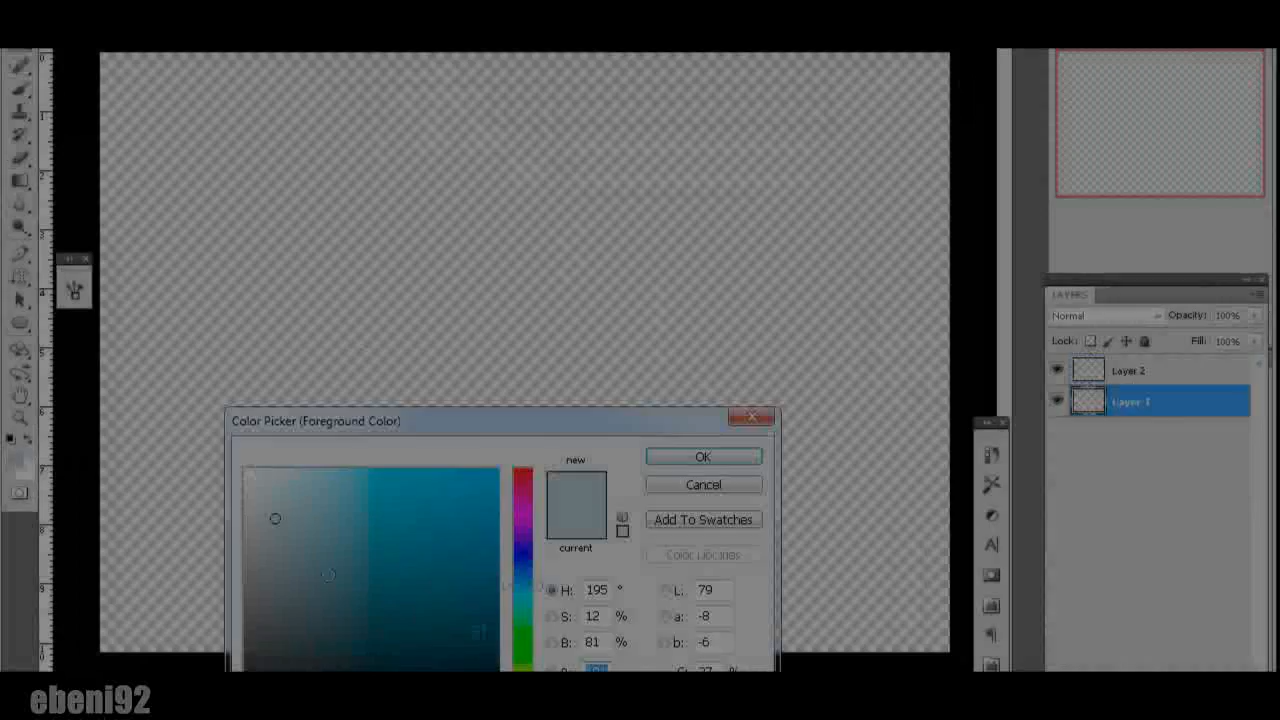 LAYERS
Normal Opacity: 100%
Lock: Fill: 100%
Layer 2
Layer 1
Color Picker (Foreground Color)
new
OK
Cancel
Add To Swatches
Color Libraries
current
H: 195 ° L: 79
S: 12 % a: -8
B: 81 % b: -6
ebeni92